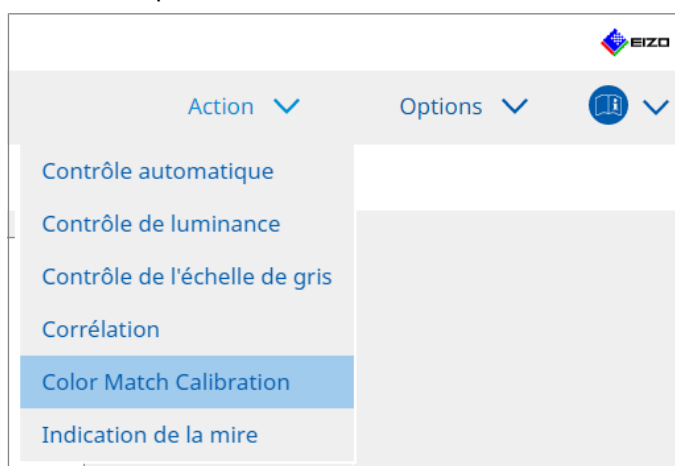 EIZO
Action Options
Contrôle automatique
Contrôle de luminance
Contrôle de l'échelle de gris
Corrélation
Color Match Calibration
Indication de la mire